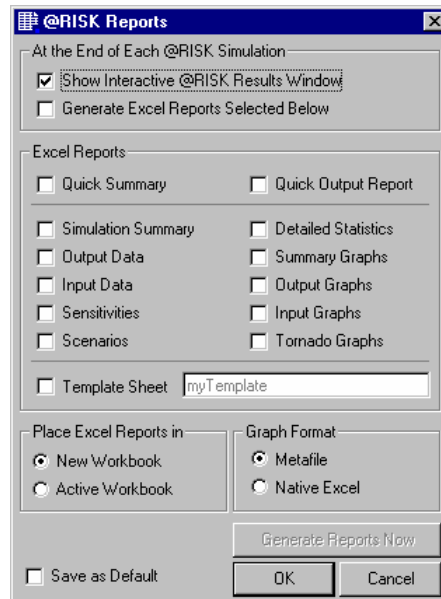 @RISK Reports
At the End of Each @RISK Simulation
Show Interactive @RISK Results Window
Generate Excel Reports Selected Below
Excel Reports
Quick Summary
Quick Output Report
Simulation Summary
Detailed Statistics
Output Data
Summary Graphs
Input Data
Output Graphs
Sensitivities
Input Graphs
Scenarios
Tornado Graphs
Template Sheet
myTemplate
Place Excel Reports in
New Workbook
Active Workbook
Graph Format
Metafile
Native Excel
Generate Reports Now
Save as Default
OK
Cancel